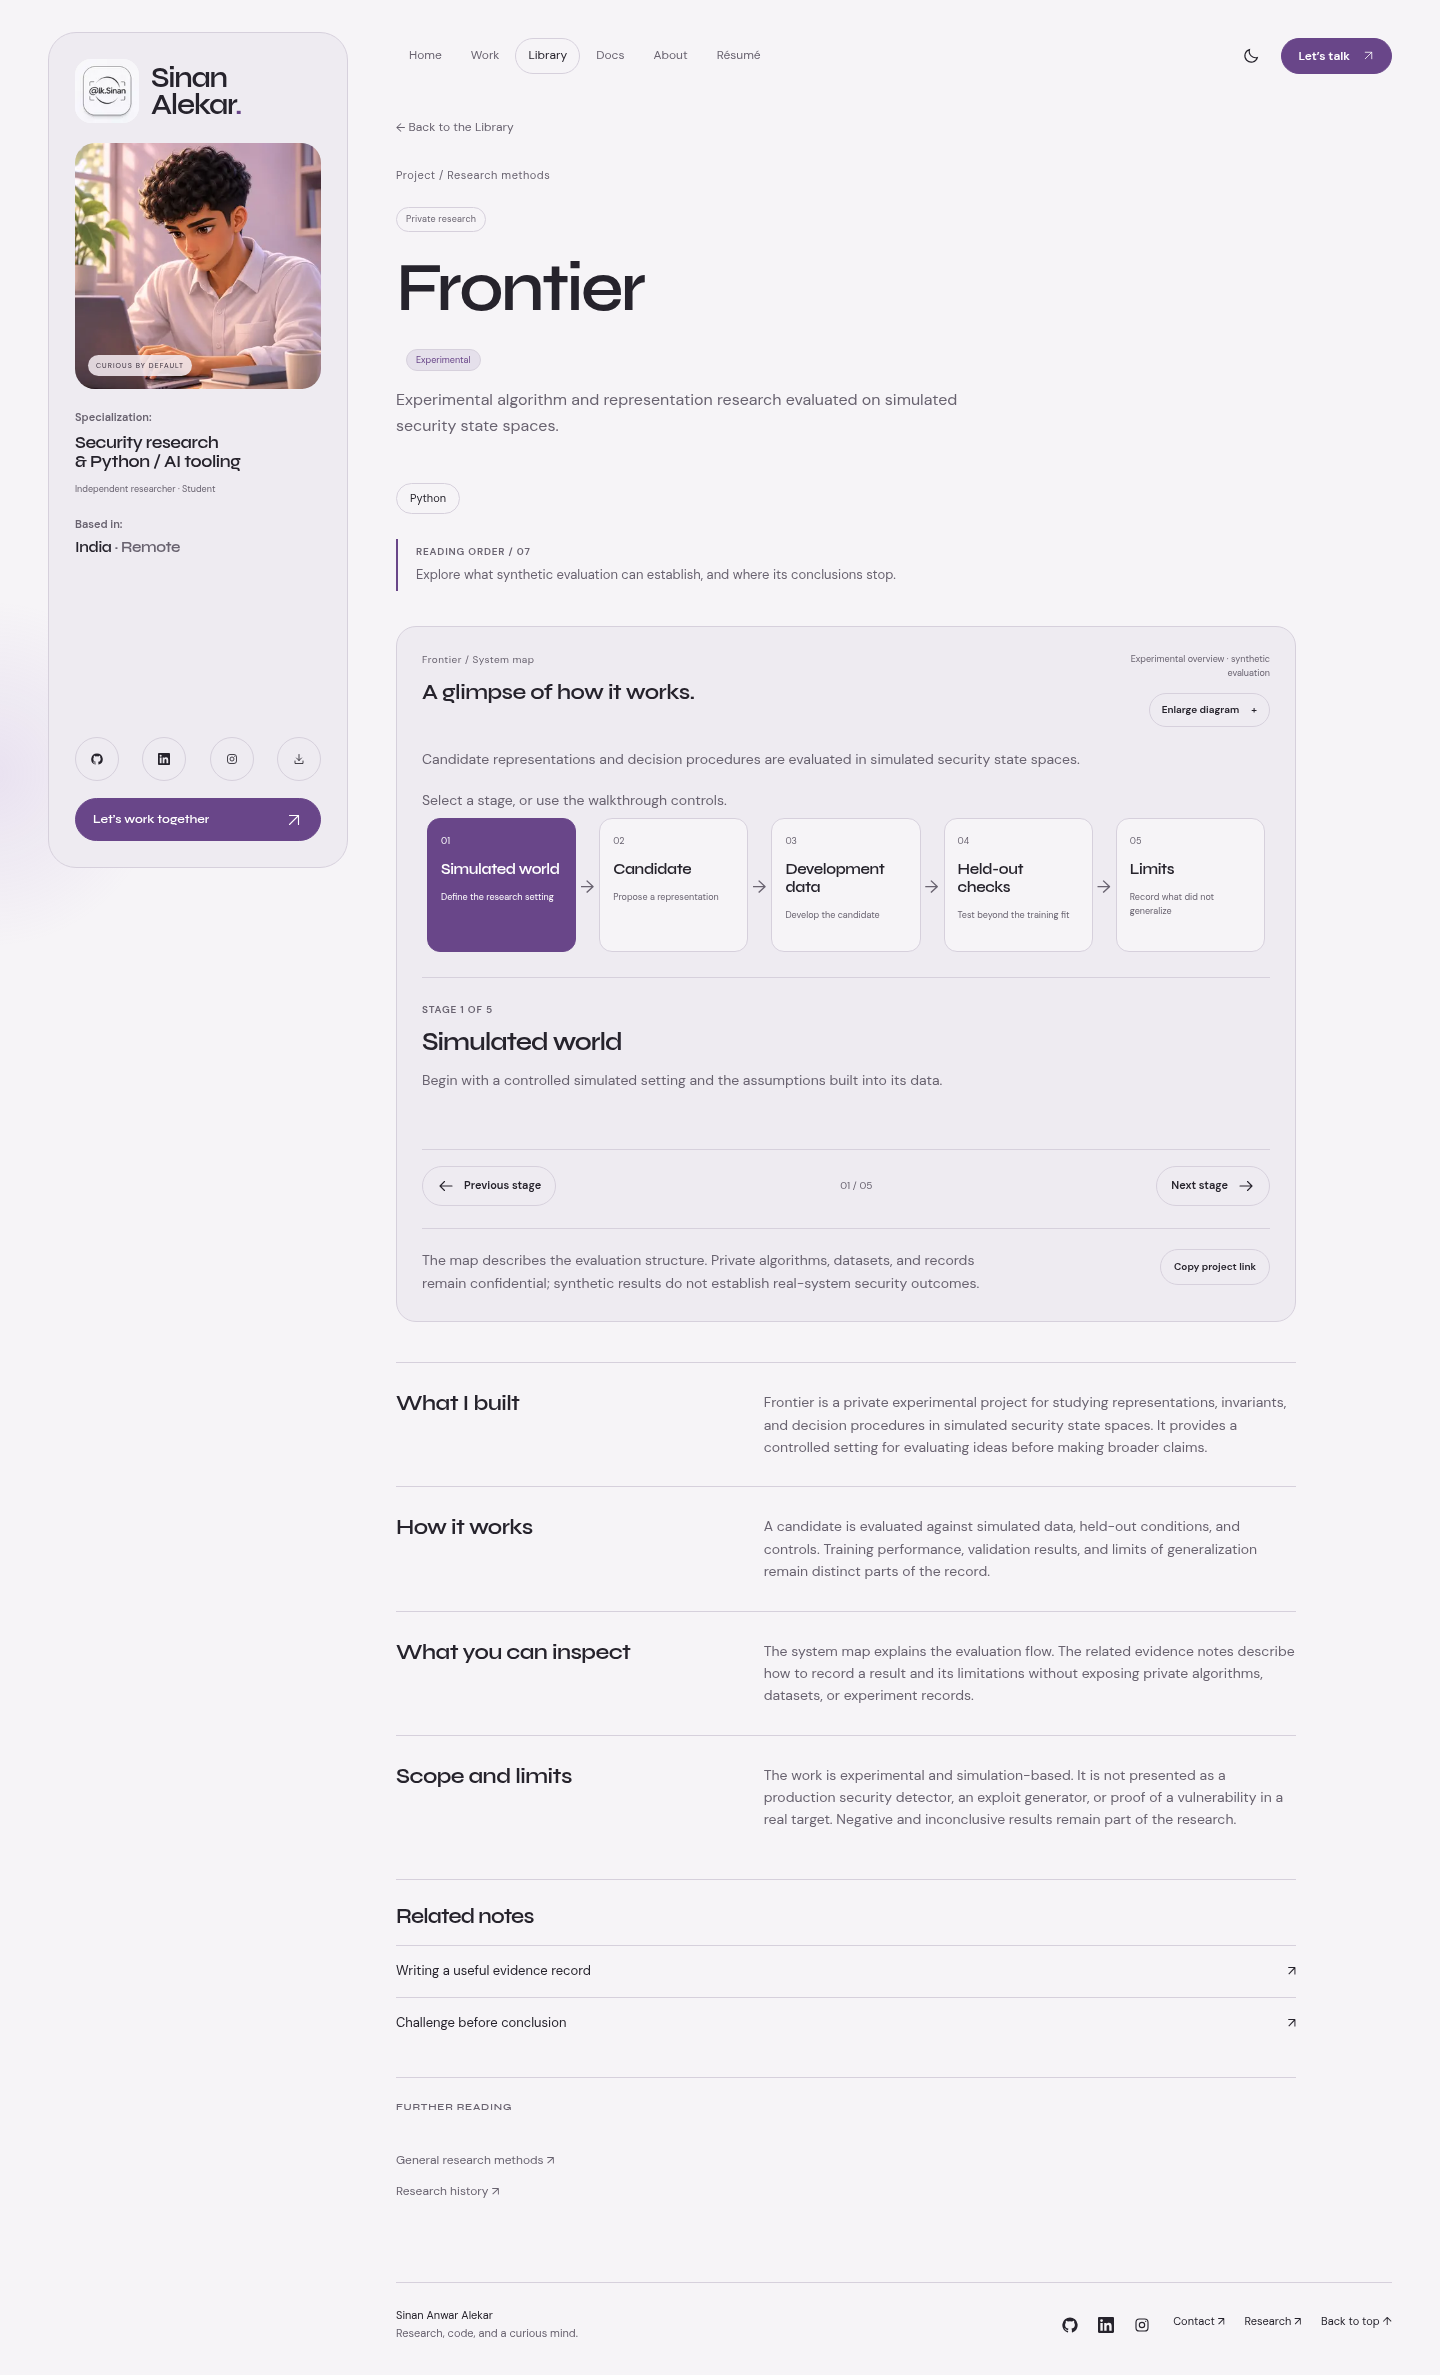 @Ik.Sinan
Sinan
Alekar.
CURIOUS BY DEFAULT
Specialization:
Security research
& Python / AI tooling
Independent researcher · Student
Based in:
India · Remote
Let's work together
Home Work Library Docs About Résumé
Let's talk
← Back to the Library
Project / Research methods
Private research
Frontier
Experimental
Experimental algorithm and representation research evaluated on simulated
security state spaces.
Python
READING ORDER / 07
Explore what synthetic evaluation can establish, and where its conclusions stop.
Frontier / System map
A glimpse of how it works.
Experimental overview · synthetic
evaluation
Enlarge diagram +
Candidate representations and decision procedures are evaluated in simulated security state spaces.
Select a stage, or use the walkthrough controls.
01
Simulated world
Define the research setting
02
Candidate
Propose a representation
03
Development
data
Develop the candidate
04
Held-out
checks
Test beyond the training fit
05
Limits
Record what did not
generalize
STAGE 1 OF 5
Simulated world
Begin with a controlled simulated setting and the assumptions built into its data.
← Previous stage
01 / 05
Next stage →
The map describes the evaluation structure. Private algorithms, datasets, and records
remain confidential; synthetic results do not establish real-system security outcomes.
Copy project link
What I built
Frontier is a private experimental project for studying representations, invariants,
and decision procedures in simulated security state spaces. It provides a
controlled setting for evaluating ideas before making broader claims.
How it works
A candidate is evaluated against simulated data, held-out conditions, and
controls. Training performance, validation results, and limits of generalization
remain distinct parts of the record.
What you can inspect
The system map explains the evaluation flow. The related evidence notes describe
how to record a result and its limitations without exposing private algorithms,
datasets, or experiment records.
Scope and limits
The work is experimental and simulation-based. It is not presented as a
production security detector, an exploit generator, or proof of a vulnerability in a
real target. Negative and inconclusive results remain part of the research.
Related notes
Writing a useful evidence record ↗
Challenge before conclusion ↗
FURTHER READING
General research methods ↗
Research history ↗
Sinan Anwar Alekar
Research, code, and a curious mind.
Contact ↗ Research ↗ Back to top ↑